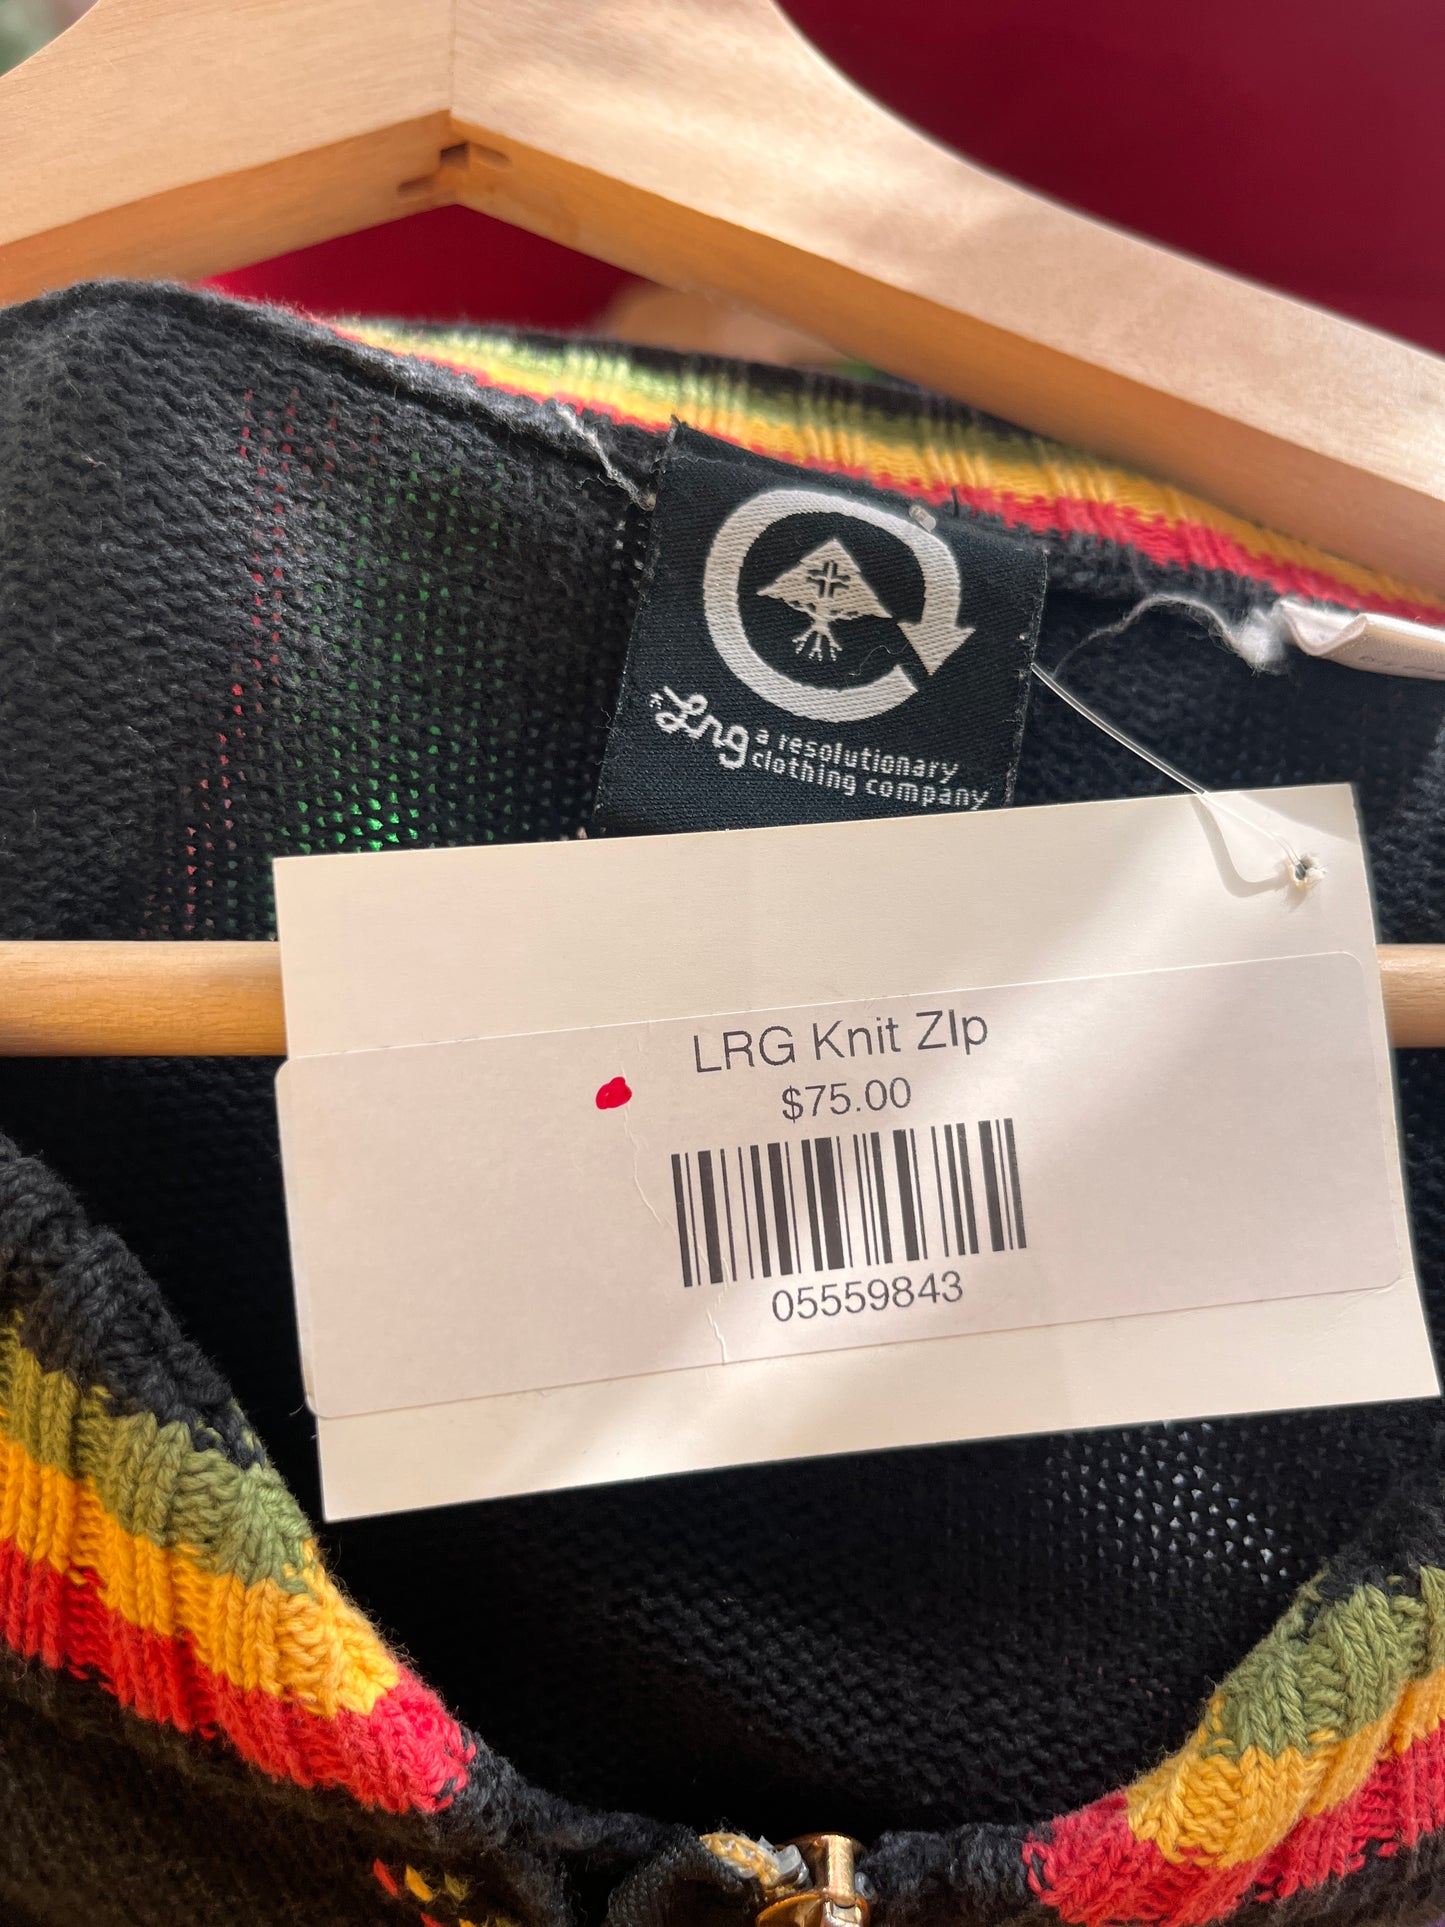 Lrg a resolutionary
clothing company
LRG Knit ZIp
$75.00
05559843